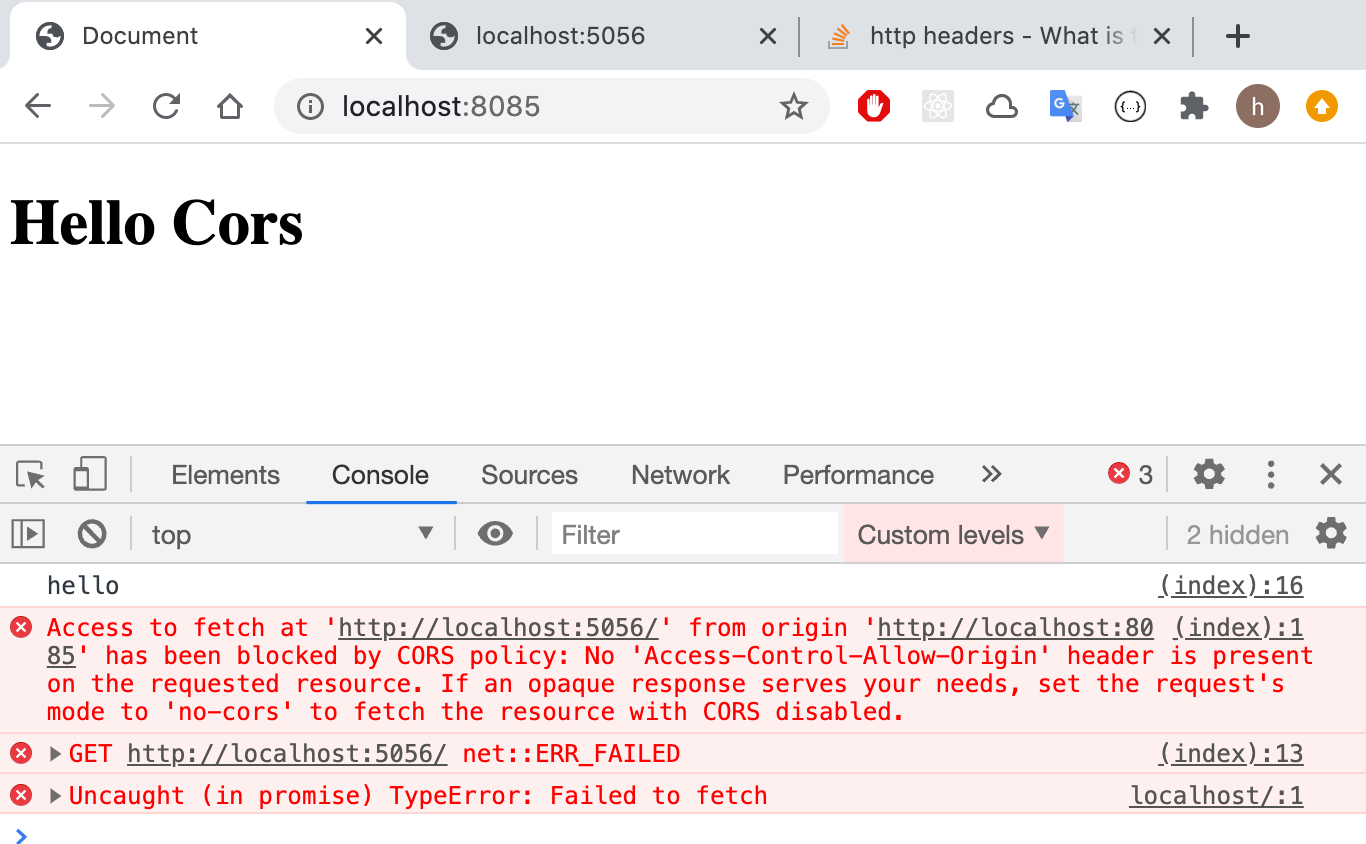 Document
localhost:5056
http headers - What is
localhost:8085
h
Hello Cors
Elements Console Sources Network Performance 3
top Filter Custom levels 2 hidden
hello (index):16
Access to fetch at 'http://localhost:5056/' from origin 'http://localhost:80 (index):1
85' has been blocked by CORS policy: No 'Access-Control-Allow-Origin' header is present
on the requested resource. If an opaque response serves your needs, set the request's
mode to 'no-cors' to fetch the resource with CORS disabled.
GET http://localhost:5056/ net::ERR_FAILED (index):13
Uncaught (in promise) TypeError: Failed to fetch localhost/:1